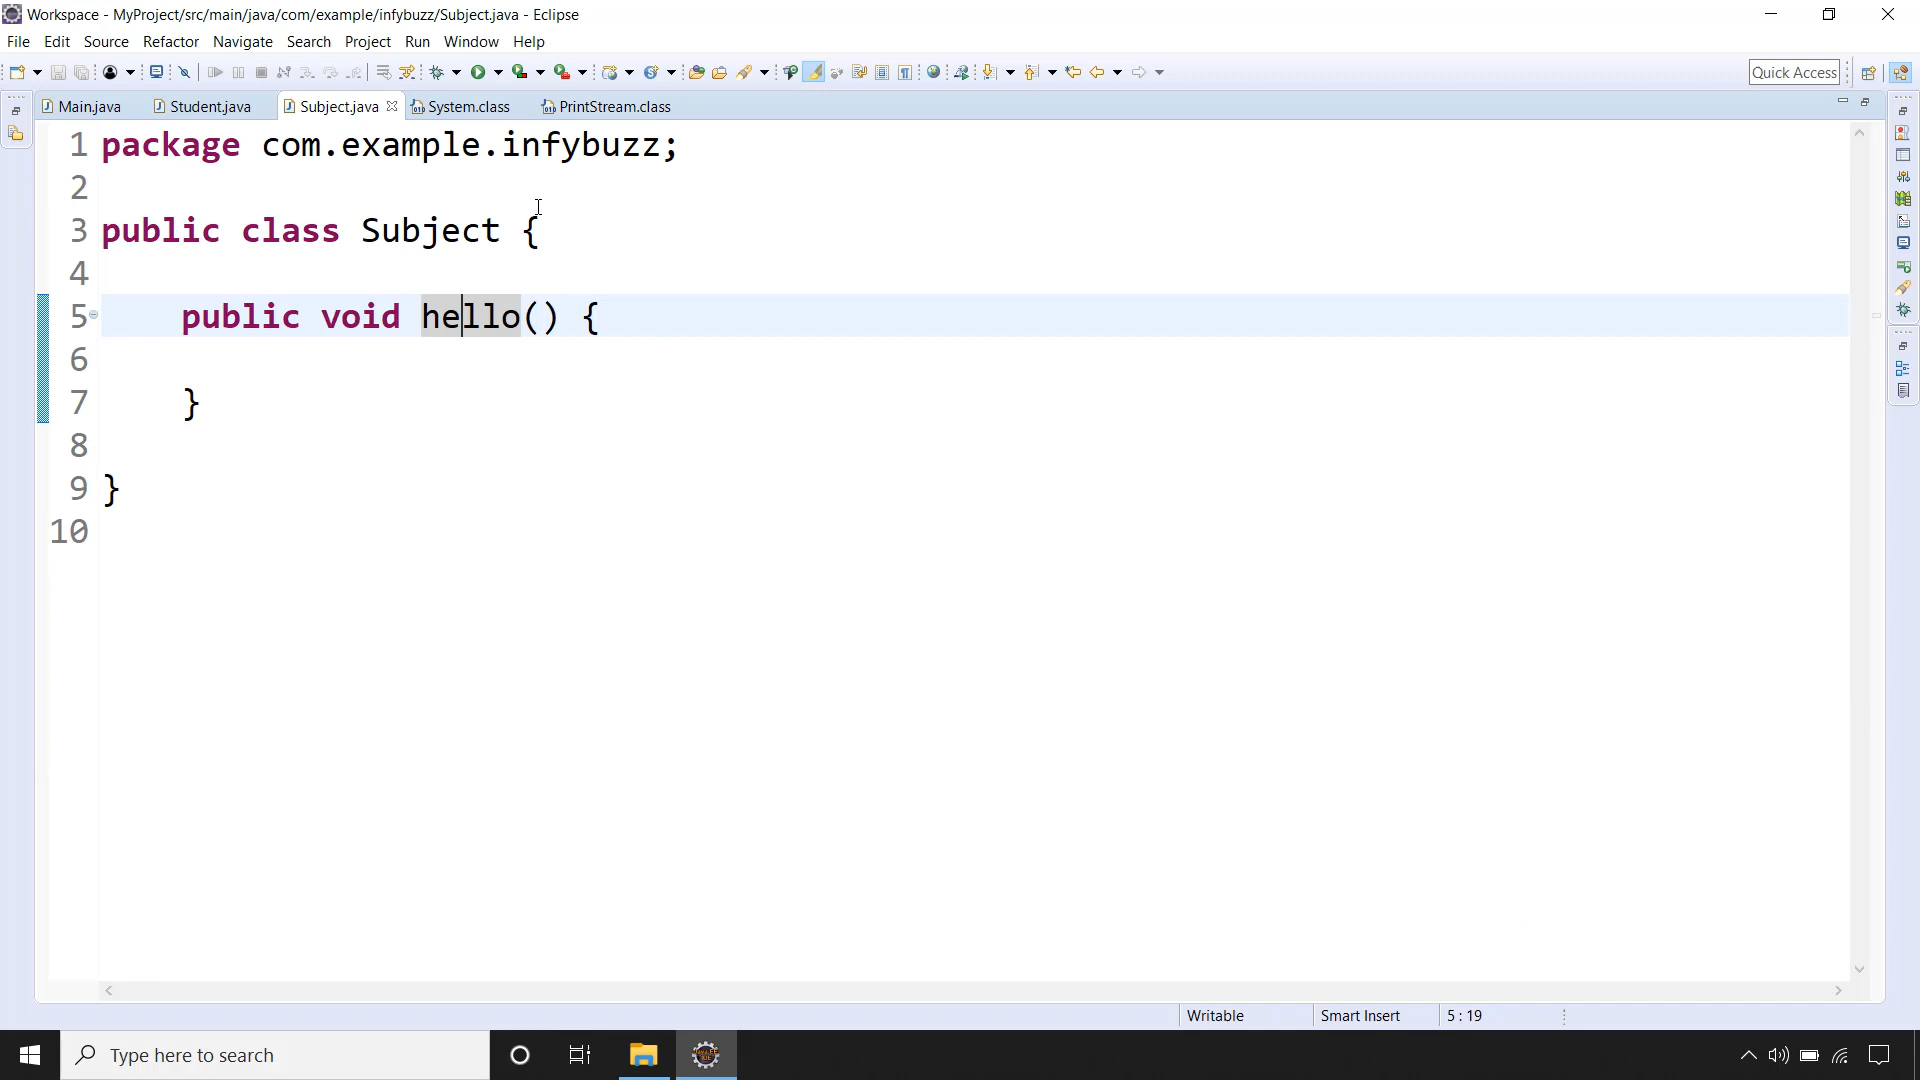 Workspace - MyProject/src/main/java/com/example/infybuzz/Subject.java - Eclipse
File Edit Source Refactor Navigate Search Project Run Window Help
Quick Access
Main.java Student.java Subject.java System.class PrintStream.class
1 package com.example.infybuzz;
2
3 public class Subject {
4
5 public void hello() {
6
7 }
8
9 }
10
Writable Smart Insert 5 : 19
Type here to search